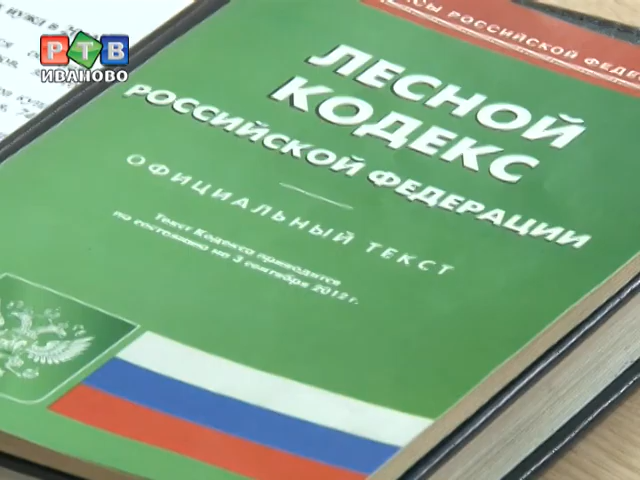 РТВ
ИВАНОВО
СЫ РОССИЙСКОЙ ФЕДЕ
ЛЕСНОЙ
КОДЕКС
РОССИЙСКОЙ ФЕДЕРАЦИИ
ОФИЦИАЛЬНЫЙ ТЕКСТ
Текст Кодекса приводится
по состоянию на 3 сентября 2012 г.